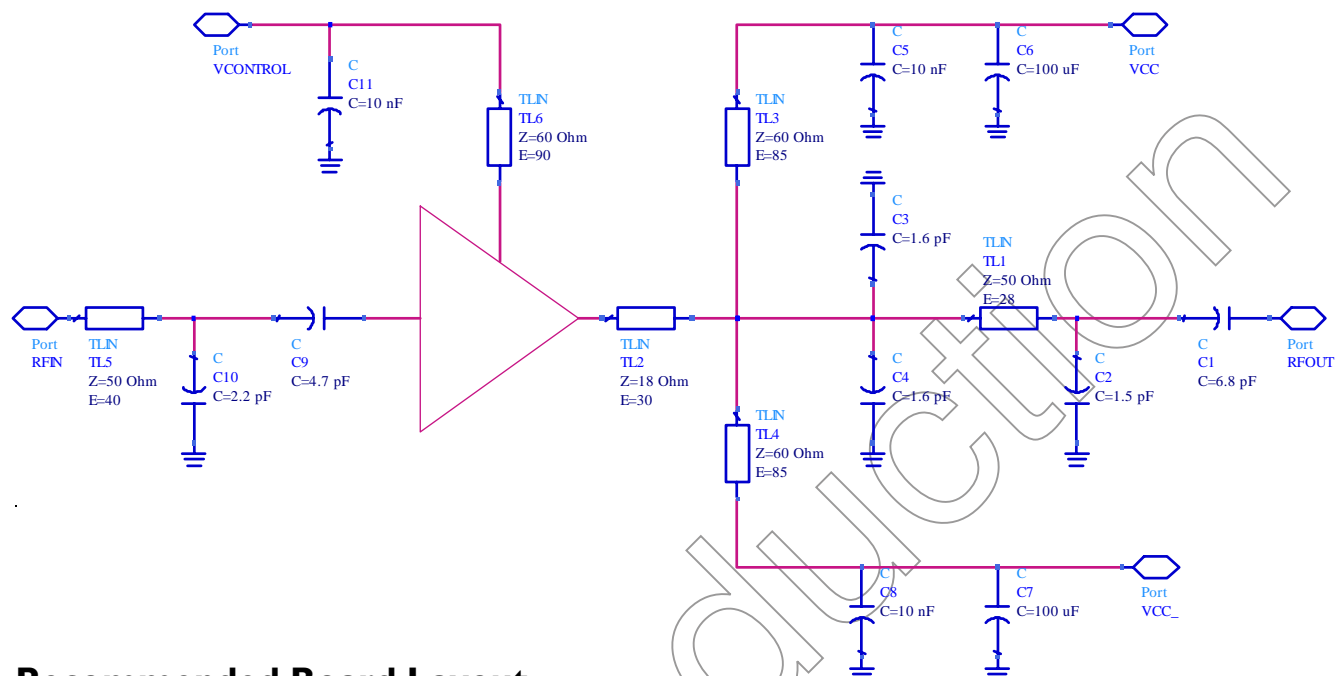 Port
VCONTROL
C
C11
C=10 nF
TLIN
TL6
Z=60 Ohm
E=90
TLIN
TL3
Z=60 Ohm
E=85
C
C5
C=10 nF
C
C6
C=100 uF
Port
VCC
C
C3
C=1.6 pF
TLIN
TL1
Z=50 Ohm
E=28
Port
RFIN
TLIN
TL5
Z=50 Ohm
E=40
C
C10
C=2.2 pF
C
C9
C=4.7 pF
TLIN
TL2
Z=18 Ohm
E=30
C
C4
C=1.6 pF
C
C2
C=1.5 pF
C
C1
C=6.8 pF
Port
RFOUT
TLIN
TL4
Z=60 Ohm
E=85
C
C8
C=10 nF
C
C7
C=100 uF
Port
VCC_
duction
Recommended Board Layout